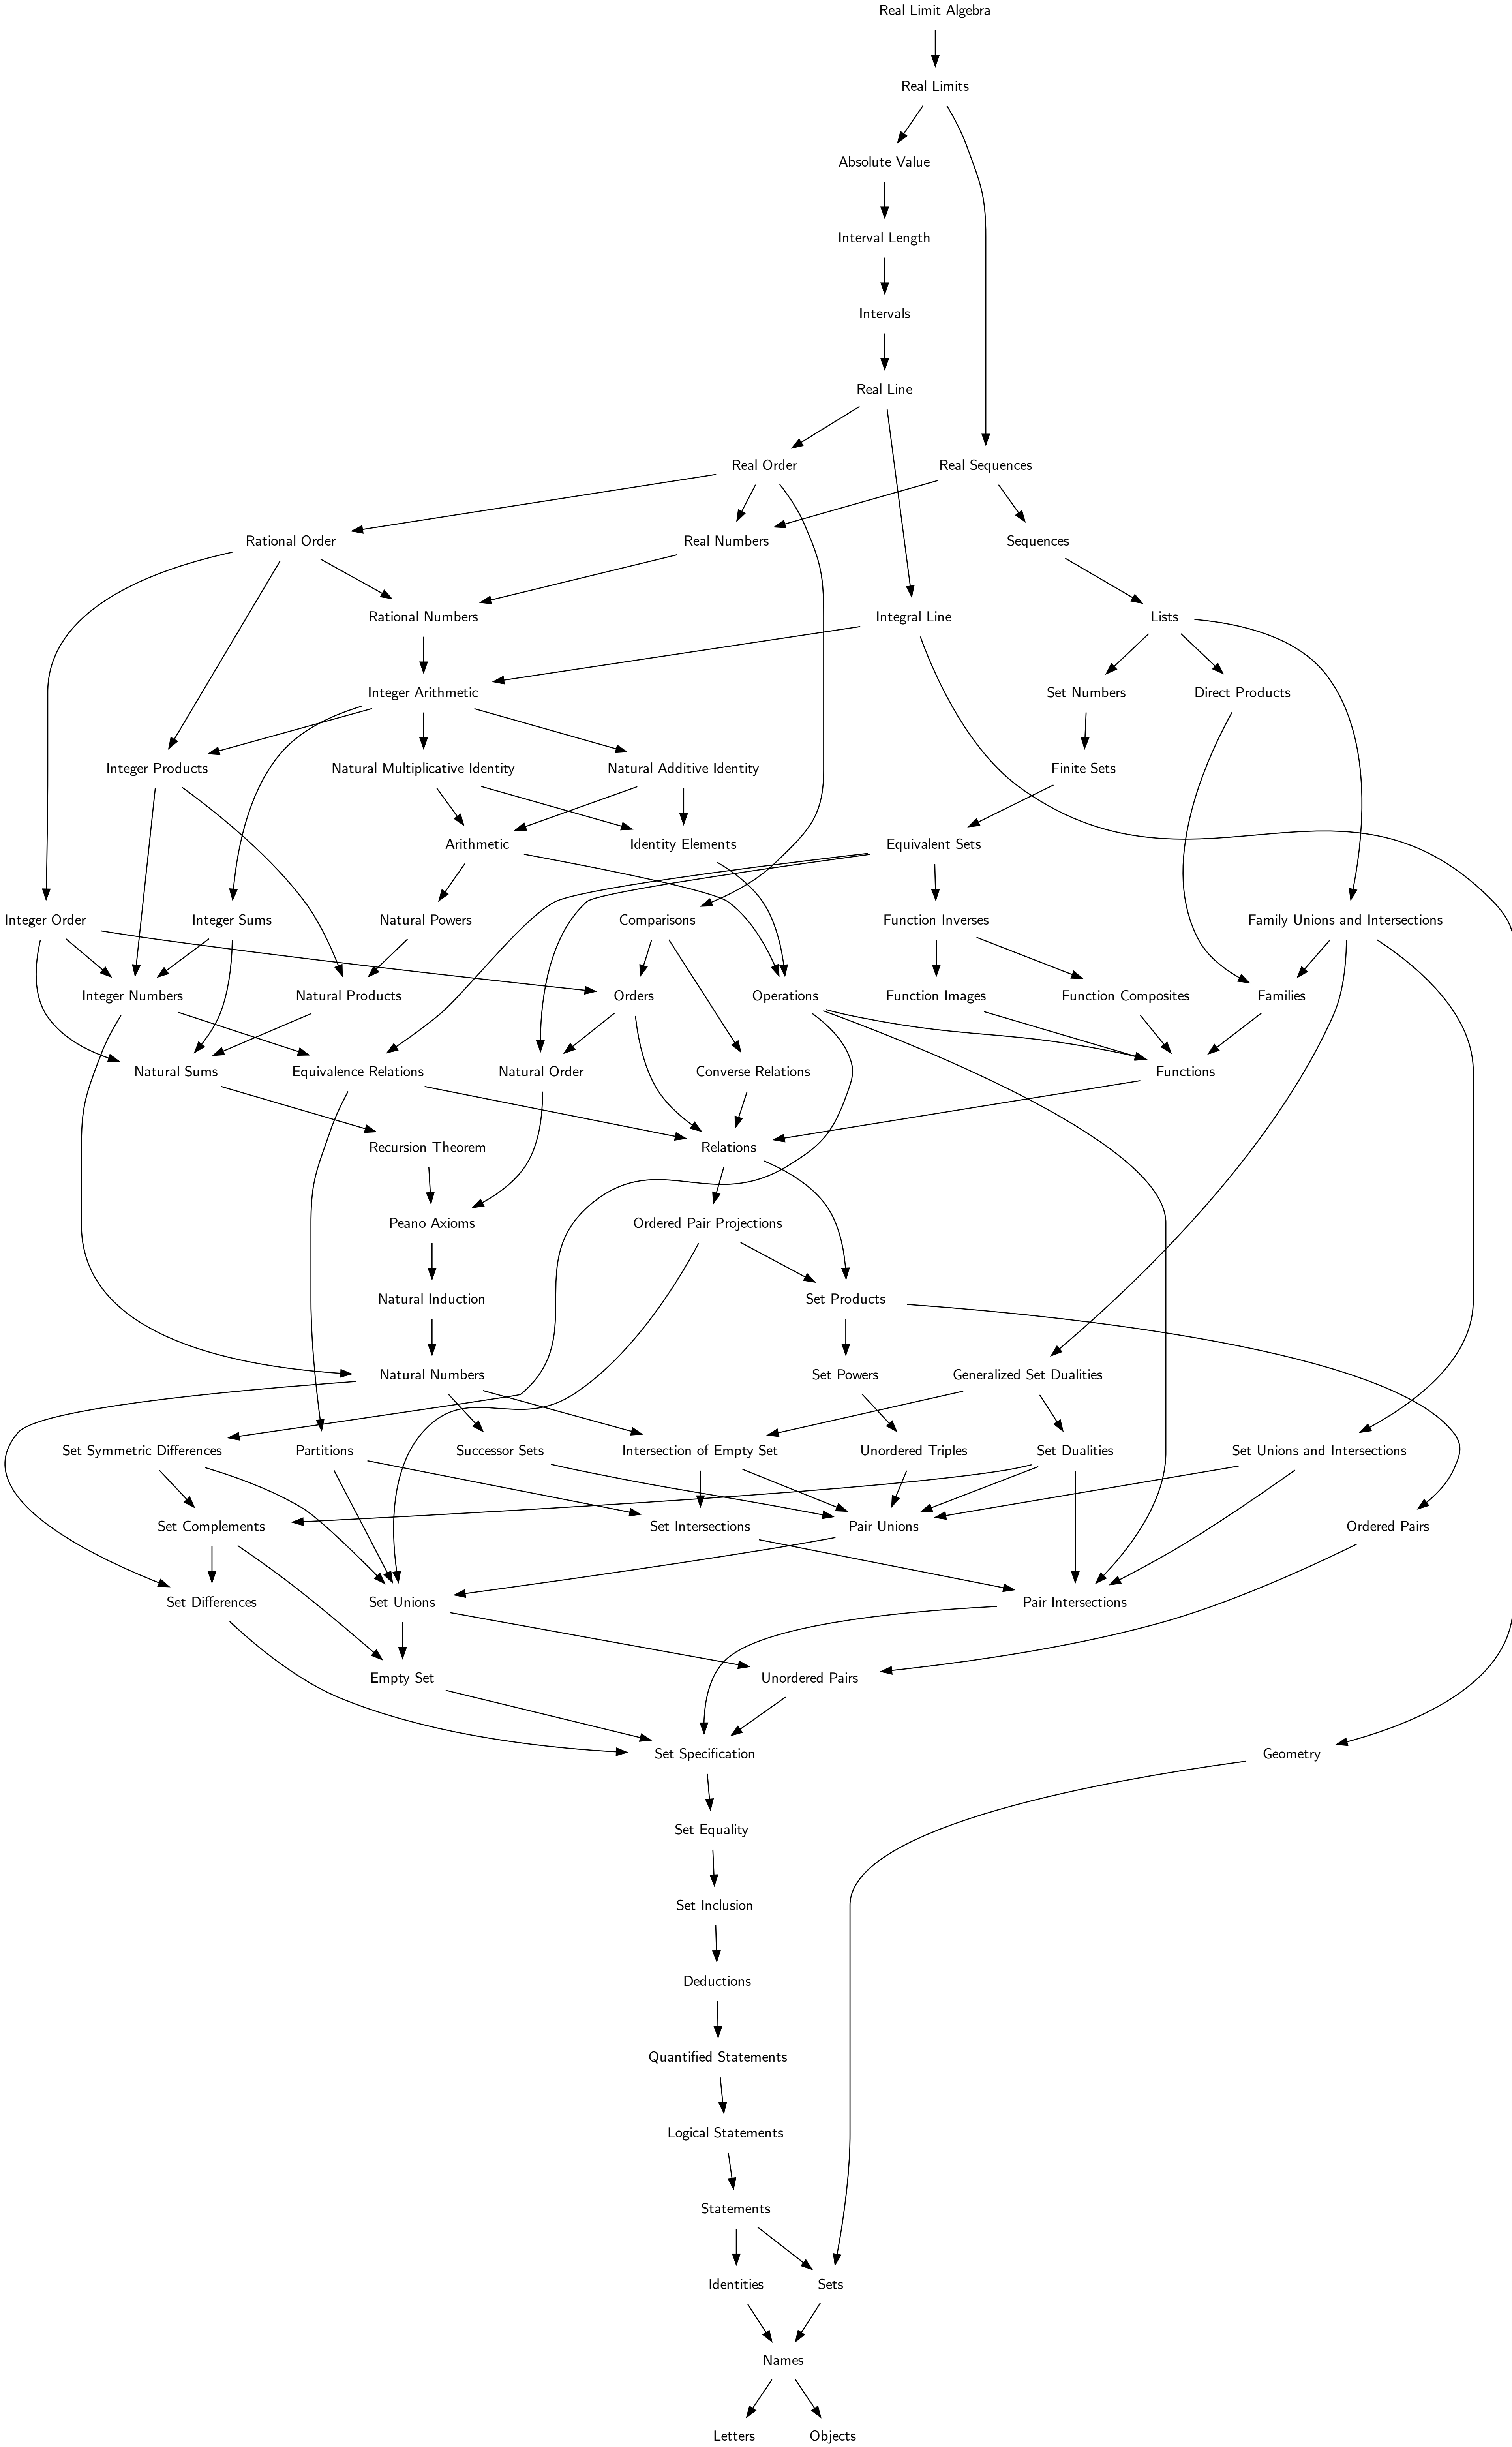 Real Limit Algebra
Real Limits
Absolute Value
Interval Length
Intervals
Real Line
Real Order
Real Sequences
Rational Order
Real Numbers
Sequences
Rational Numbers
Integral Line
Lists
Integer Arithmetic
Set Numbers
Direct Products
Integer Products
Natural Multiplicative Identity
Natural Additive Identity
Finite Sets
Arithmetic
Identity Elements
Equivalent Sets
Integer Order
Integer Sums
Natural Powers
Comparisons
Function Inverses
Family Unions and Intersections
Integer Numbers
Natural Products
Orders
Operations
Function Images
Function Composites
Families
Natural Sums
Equivalence Relations
Natural Order
Converse Relations
Functions
Recursion Theorem
Relations
Peano Axioms
Ordered Pair Projections
Natural Induction
Set Products
Natural Numbers
Set Powers
Generalized Set Dualities
Set Symmetric Differences
Partitions
Successor Sets
Intersection of Empty Set
Unordered Triples
Set Dualities
Set Unions and Intersections
Set Complements
Set Intersections
Pair Unions
Ordered Pairs
Set Differences
Set Unions
Pair Intersections
Empty Set
Unordered Pairs
Set Specification
Geometry
Set Equality
Set Inclusion
Deductions
Quantified Statements
Logical Statements
Statements
Identities
Sets
Names
Letters
Objects